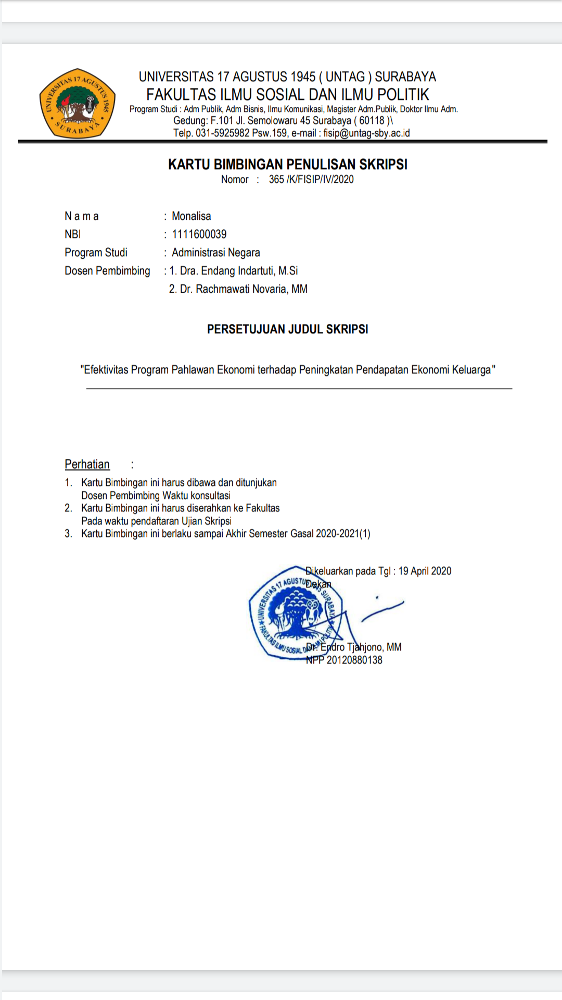 UNIVERSITAS 17 AGUSTUS 1945
SURABAYA
UNIVERSITAS 17 AGUSTUS 1945 ( UNTAG ) SURABAYA
FAKULTAS ILMU SOSIAL DAN ILMU POLITIK
Program Studi : Adm Publik, Adm Bisnis, Ilmu Komunikasi, Magister Adm.Publik, Doktor Ilmu Adm.
Gedung: F.101 Jl. Semolowaru 45 Surabaya ( 60118 )\
Telp. 031-5925982 Psw.159, e-mail : fisip@untag-sby.ac.id
KARTU BIMBINGAN PENULISAN SKRIPSI
Nomor : 365 /K/FISIP/IV/2020
N a m a : Monalisa
NBI : 1111600039
Program Studi : Administrasi Negara
Dosen Pembimbing : 1. Dra. Endang Indartuti, M.Si
2. Dr. Rachmawati Novaria, MM
PERSETUJUAN JUDUL SKRIPSI
"Efektivitas Program Pahlawan Ekonomi terhadap Peningkatan Pendapatan Ekonomi Keluarga"
Perhatian :
1. Kartu Bimbingan ini harus dibawa dan ditunjukan
Dosen Pembimbing Waktu konsultasi
2. Kartu Bimbingan ini harus diserahkan ke Fakultas
Pada waktu pendaftaran Ujian Skripsi
3. Kartu Bimbingan ini berlaku sampai Akhir Semester Gasal 2020-2021(1)
Dikeluarkan pada Tgl : 19 April 2020
Dekan
UNIVERSITAS 17 AGUSTUS 1945 SURABAYA
FAKULTAS ILMU SOSIAL DAN ILMU POLITIK
Dr. Endro Tjahjono, MM
NPP 20120880138